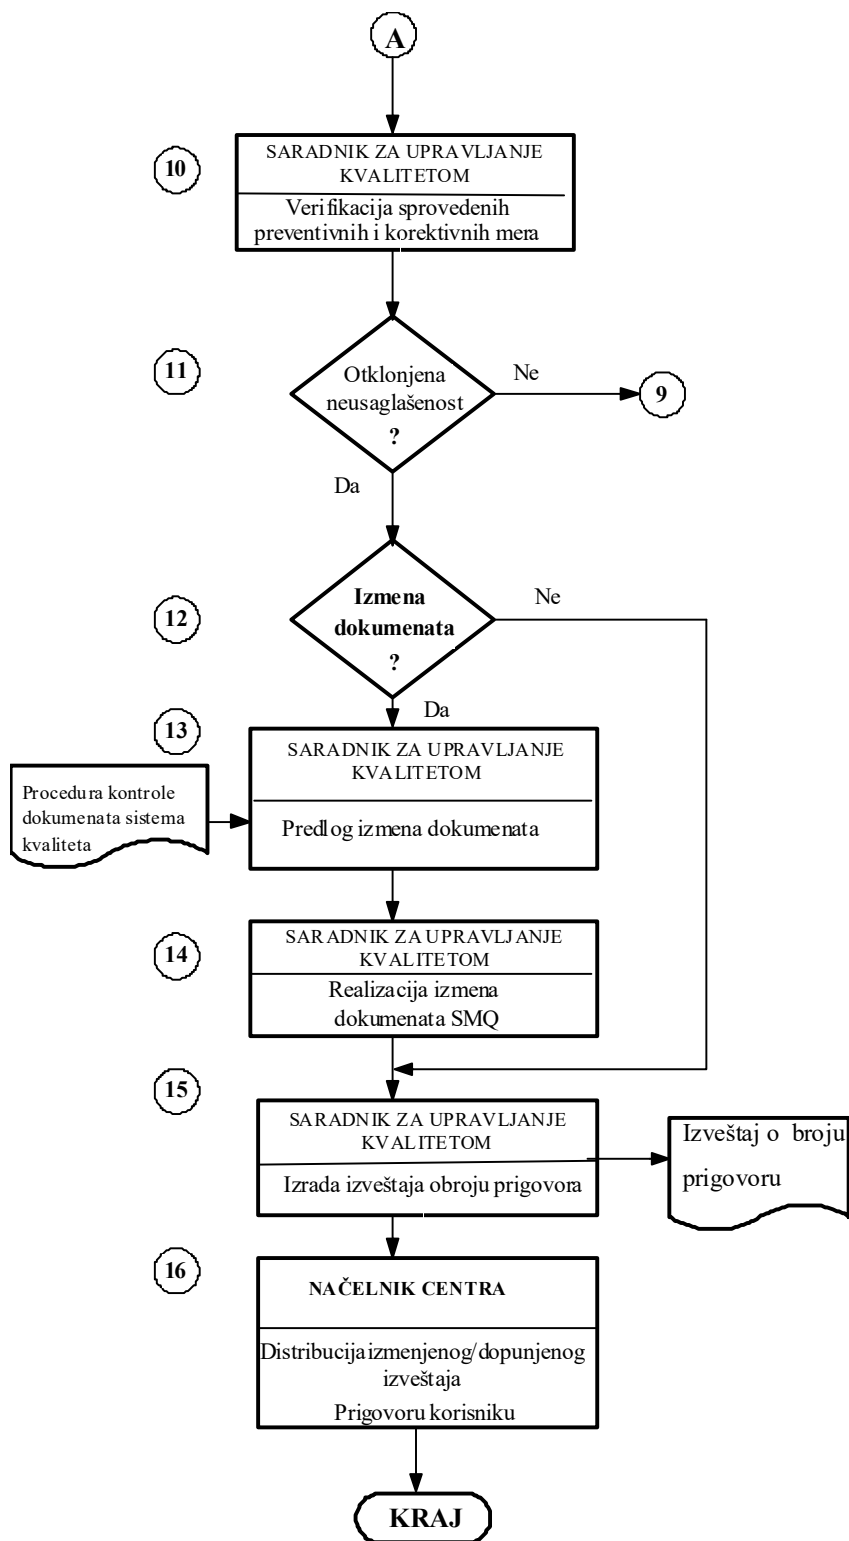 A
10
SARADNIK ZA UPRAVLJANJE
KVALITETOM
Verifikacija sprovedenih
preventivnih i korektivnih mera
11
Otklonjena
neusaglašenost
?
Ne
9
Da
12
Izmena
dokumenata
?
Ne
Da
13
SARADNIK ZA UPRAVLJANJE
KVALITETOM
Predlog izmena dokumenata
Procedura kontrole
dokumenata sistema
kvaliteta
14
SARADNIK ZA UPRAVLJANJE
KVALITETOM
Realizacija izmena
dokumenata SMQ
15
SARADNIK ZA UPRAVLJANJE
KVALITETOM
Izrada izveštaja obroju prigovora
Izveštaj o broju
prigovoru
16
NAČELNIK CENTRA
Distribucija izmenjenog/dopunjenog
izveštaja
Prigovoru korisniku
KRAJ